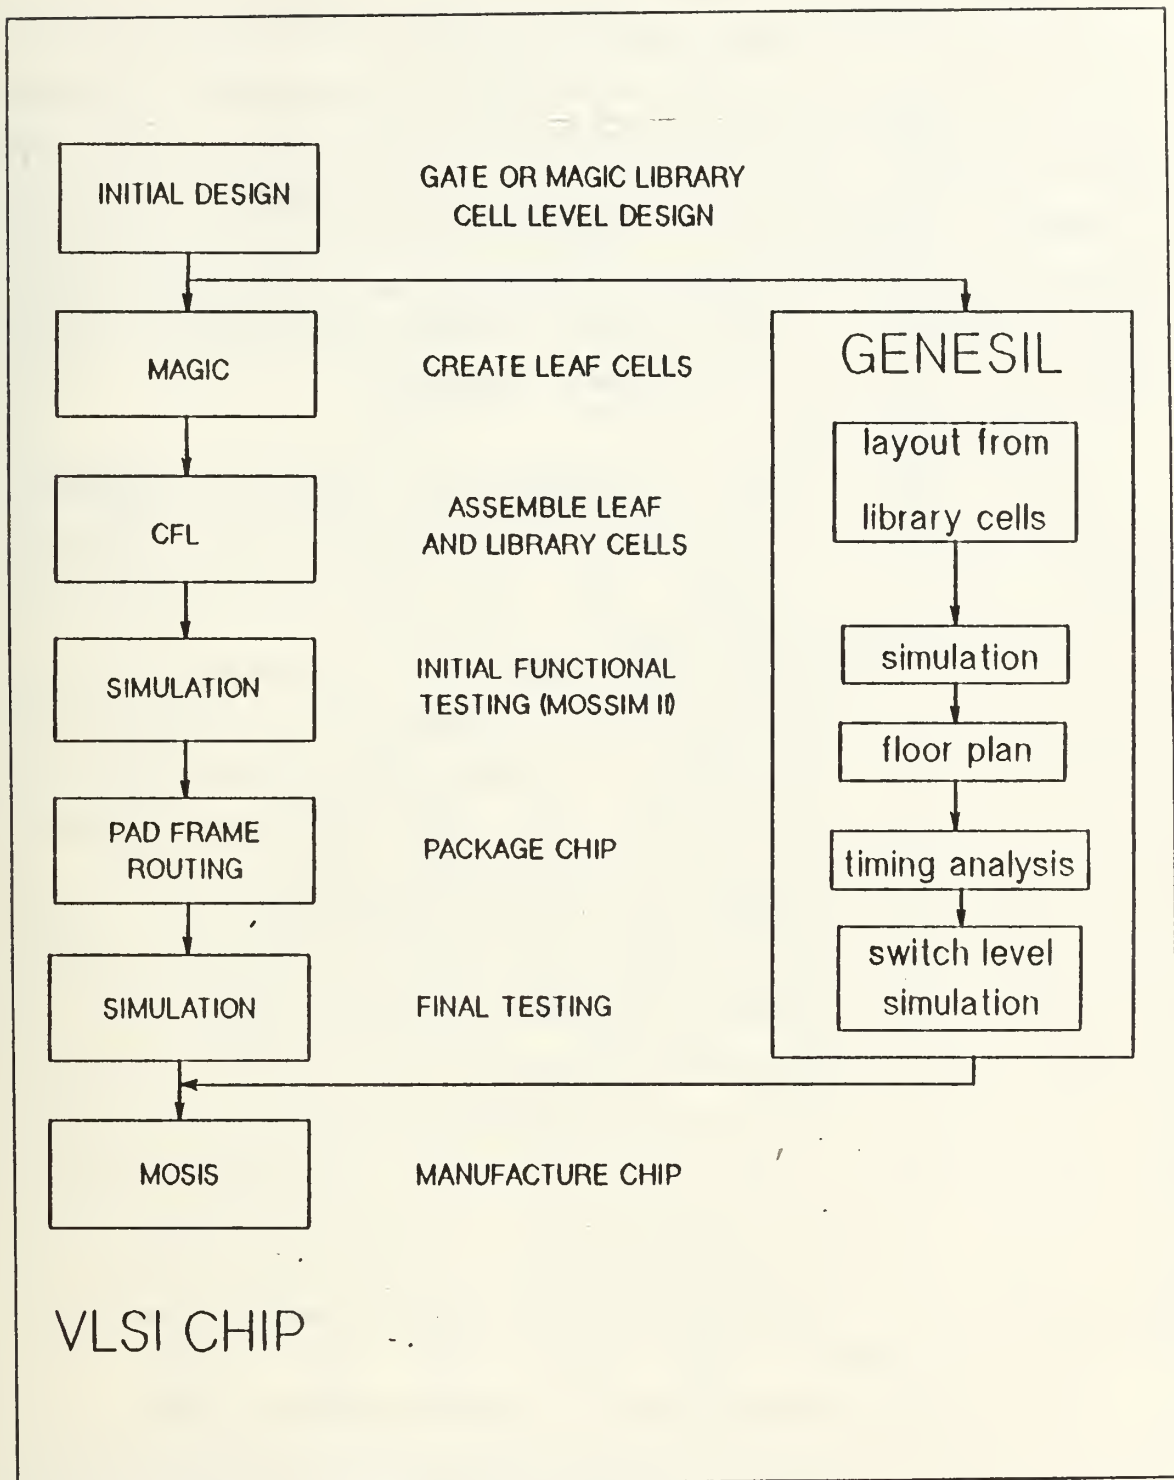 INITIAL DESIGN
GATE OR MAGIC LIBRARY
CELL LEVEL DESIGN
MAGIC
CREATE LEAF CELLS
CFL
ASSEMBLE LEAF
AND LIBRARY CELLS
SIMULATION
INITIAL FUNCTIONAL
TESTING (MOSSIM II)
PAD FRAME
ROUTING
PACKAGE CHIP
SIMULATION
FINAL TESTING
MOSIS
MANUFACTURE CHIP
GENESIL
layout from
library cells
simulation
floor plan
timing analysis
switch level
simulation
VLSI CHIP